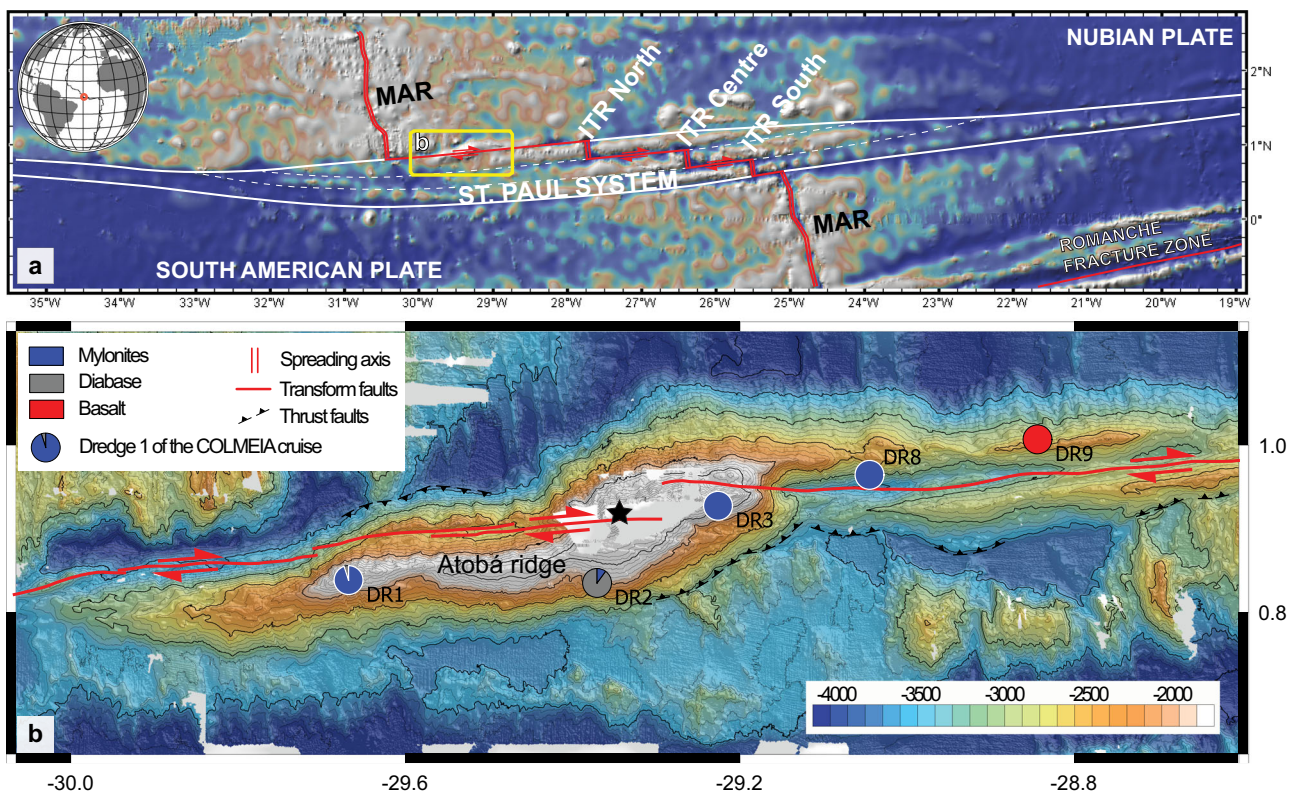 NUBIAN PLATE
2°N
ITR North
ITR Centre
ITR South
MAR
b
1°N
ST. PAUL SYSTEM
MAR
0°
ROMANCHE
FRACTURE ZONE
a
SOUTH AMERICAN PLATE
35°W 34°W 33°W 32°W 31°W 30°W 29°W 28°W 27°W 26°W 25°W 24°W 23°W 22°W 21°W 20°W 19°W
Mylonites
Diabase
Basalt
Spreading axis
Transform faults
Thrust faults
Dredge 1 of the COLMEIA cruise
1.0
DR8
DR9
DR3
Atobá ridge
DR1
DR2
0.8
-4000 -3500 -3000 -2500 -2000
b
-30.0 -29.6 -29.2 -28.8